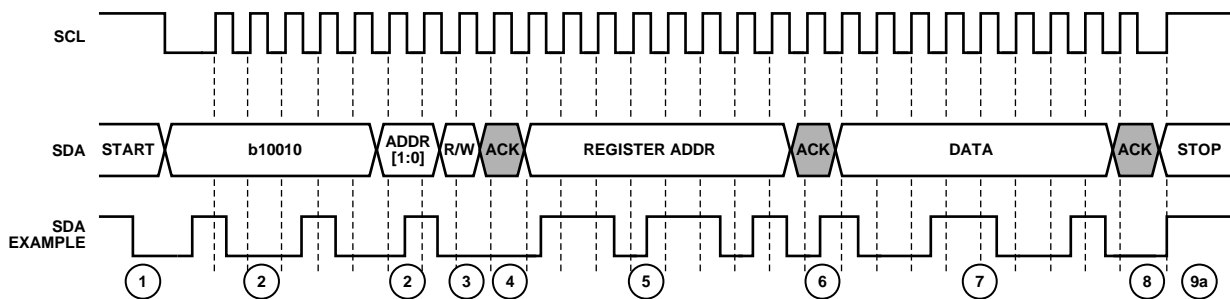 SCL
SDA
START
b10010
ADDR
[1:0]
R/W
ACK
REGISTER ADDR
ACK
DATA
ACK
STOP
SDA
EXAMPLE
1
2
2
3
4
5
6
7
8
9a